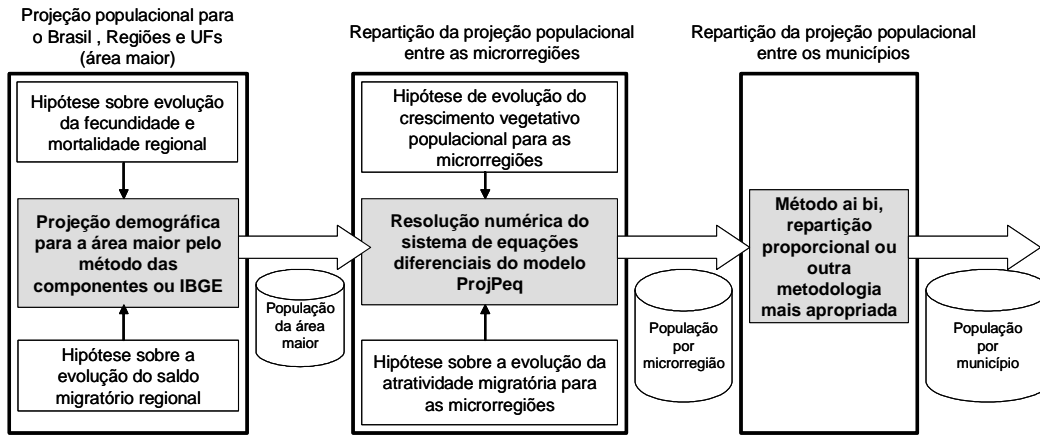 Projeção populacional para
o Brasil , Regiões e UFs
(área maior)
Hipótese sobre evolução
da fecundidade e
mortalidade regional
Projeção demográfica
para a área maior pelo
método das
componentes ou IBGE
Hipótese sobre a
evolução do saldo
migratório regional
População
da área
maior
Repartição da projeção populacional
entre as microrregiões
Hipótese de evolução do
crescimento vegetativo
populacional para as
microrregiões
Resolução numérica do
sistema de equações
diferenciais do modelo
ProjPeq
Hipótese sobre a evolução da
atratividade migratória para
as microrregiões
População
por
microrregião
Repartição da projeção populacional
entre os municípios
Método ai bi,
repartição
proporcional ou
outra
metodologia
mais apropriada
População
por
município